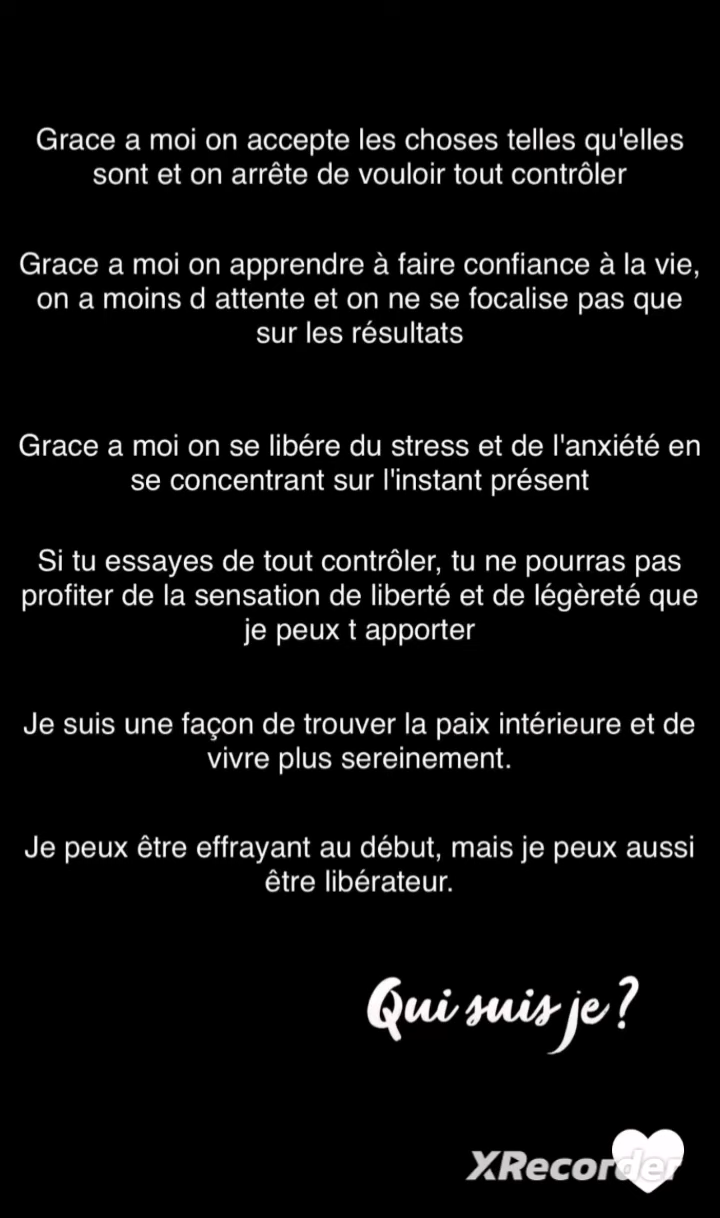 Grace a moi on accepte les choses telles qu'elles
sont et on arrête de vouloir tout contrôler
Grace a moi on apprendre à faire confiance à la vie,
on a moins d attente et on ne se focalise pas que
sur les résultats
Grace a moi on se libére du stress et de l'anxiété en
se concentrant sur l'instant présent
Si tu essayes de tout contrôler, tu ne pourras pas
profiter de la sensation de liberté et de légèreté que
je peux t apporter
Je suis une façon de trouver la paix intérieure et de
vivre plus sereinement.
Je peux être effrayant au début, mais je peux aussi
être libérateur.
Qui suis je ?
XRecorder